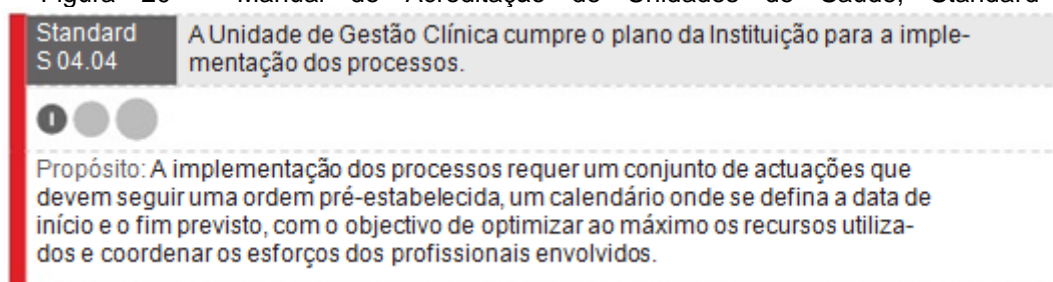 Manual de Acreditação de Unidades de Saúde, Standard
Standard
S 04.04
A Unidade de Gestão Clínica cumpre o plano da Instituição para a imple-
mentação dos processos.
I
Propósito: A implementação dos processos requer um conjunto de actuações que
devem seguir uma ordem pré-estabelecida, um calendário onde se defina a data de
início e o fim previsto, com o objectivo de optimizar ao máximo os recursos utiliza-
dos e coordenar os esforços dos profissionais envolvidos.